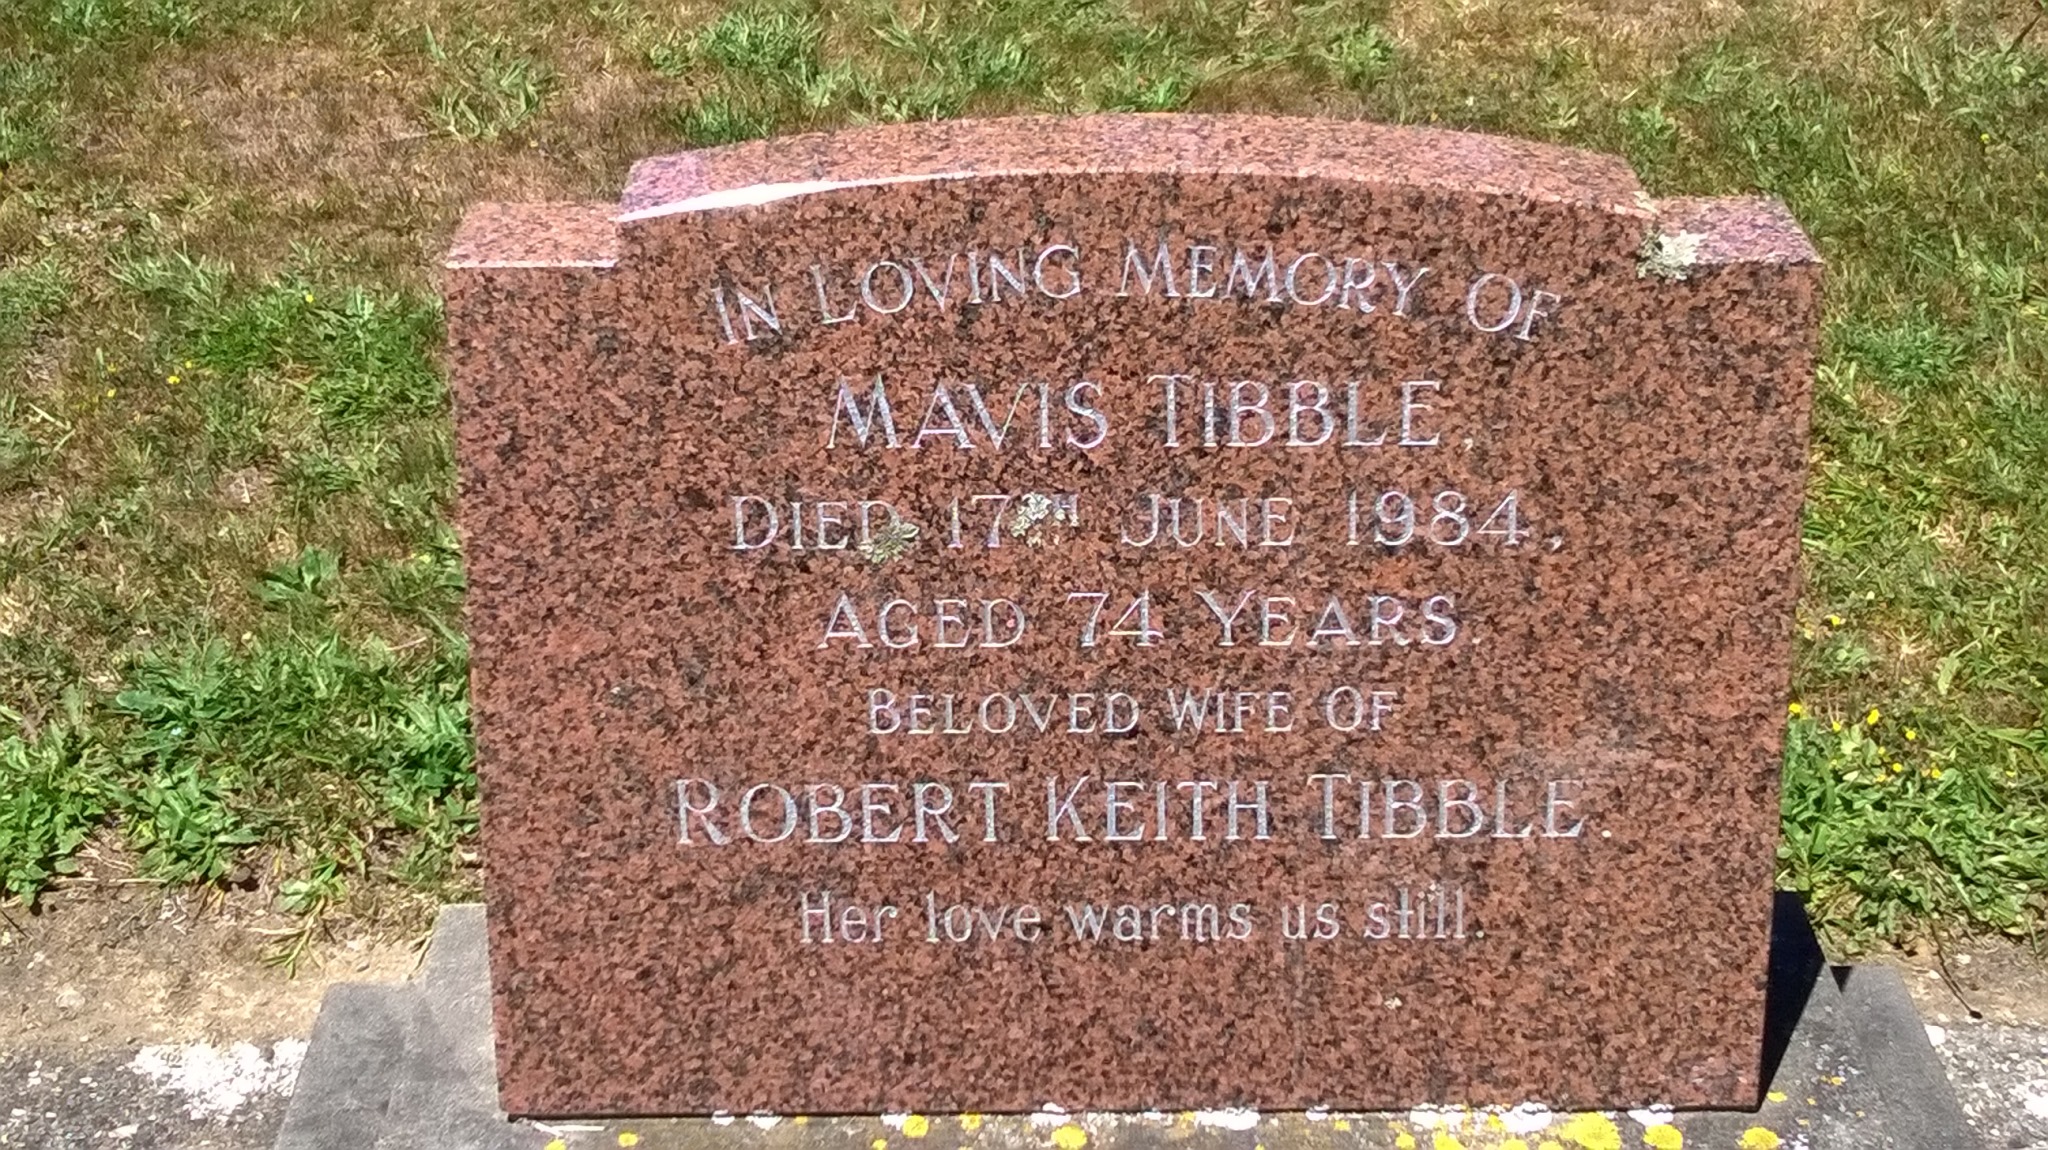 IN LOVING MEMORY OF
MAVIS TIBBLE,
DIED 17TH JUNE 1984,
AGED 74 YEARS
BELOVED WIFE OF
ROBERT KEITH TIBBLE.
Her love warms us still.